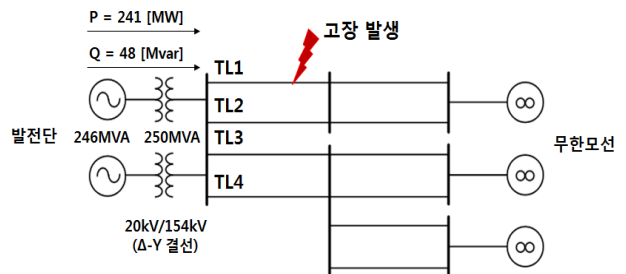 P = 241 [MW]
Q = 48 [Mvar]
고장 발생
TL1
TL2
TL3
TL4
발전단
246MVA
250MVA
무한모선
20kV/154kV
(Δ-Y 결선)
∞
∞
∞